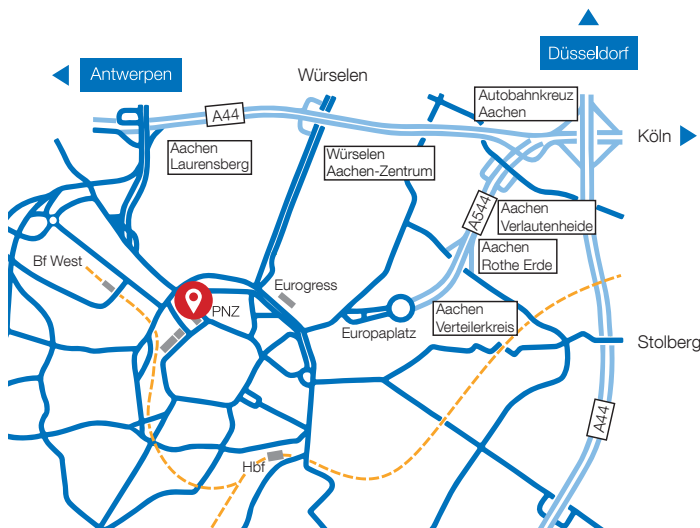 Düsseldorf
Antwerpen
Würselen
Autobahnkreuz
Aachen
A44
Köln
Aachen
Laurensberg
Würselen
Aachen-Zentrum
A544
Aachen
Verlautenheide
Aachen
Rothe Erde
Bf West
Eurogress
PNZ
Europaplatz
Aachen
Verteilerkreis
Stolberg
A44
Hbf